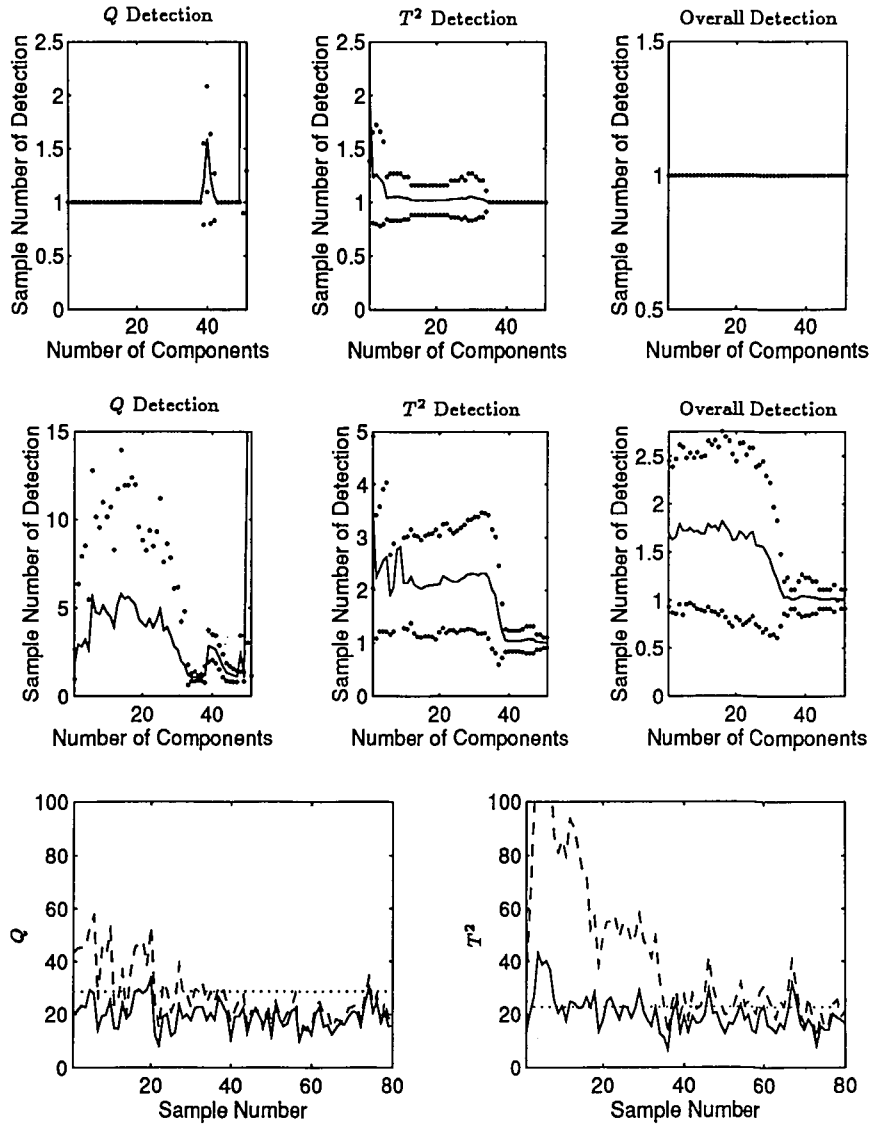 Q Detection
T² Detection
Overall Detection
Sample Number of Detection
2.5
2
1.5
1
0.5
0
20
40
Number of Components
Sample Number of Detection
2.5
2
1.5
1
0.5
0
20
40
Number of Components
Sample Number of Detection
1.5
1
0.5
20
40
Number of Components
Q Detection
T² Detection
Overall Detection
Sample Number of Detection
15
10
5
0
20
40
Number of Components
Sample Number of Detection
5
4
3
2
1
0
20
40
Number of Components
Sample Number of Detection
2.5
2
1.5
1
0.5
0
20
40
Number of Components
Q
100
80
60
40
20
0
20
40
60
80
Sample Number
T²
100
80
60
40
20
0
20
40
60
80
Sample Number